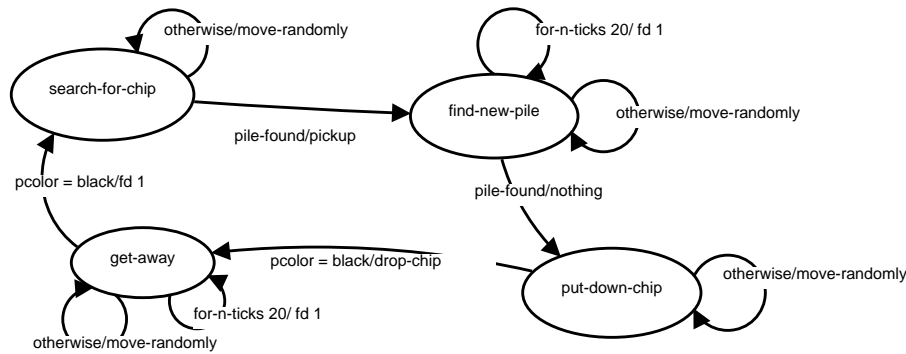 otherwise/move-randomly
for-n-ticks 20/ fd 1
search-for-chip
find-new-pile
otherwise/move-randomly
pile-found/pickup
pcolor = black/fd 1
pile-found/nothing
get-away
pcolor = black/drop-chip
otherwise/move-randomly
put-down-chip
for-n-ticks 20/ fd 1
otherwise/move-randomly